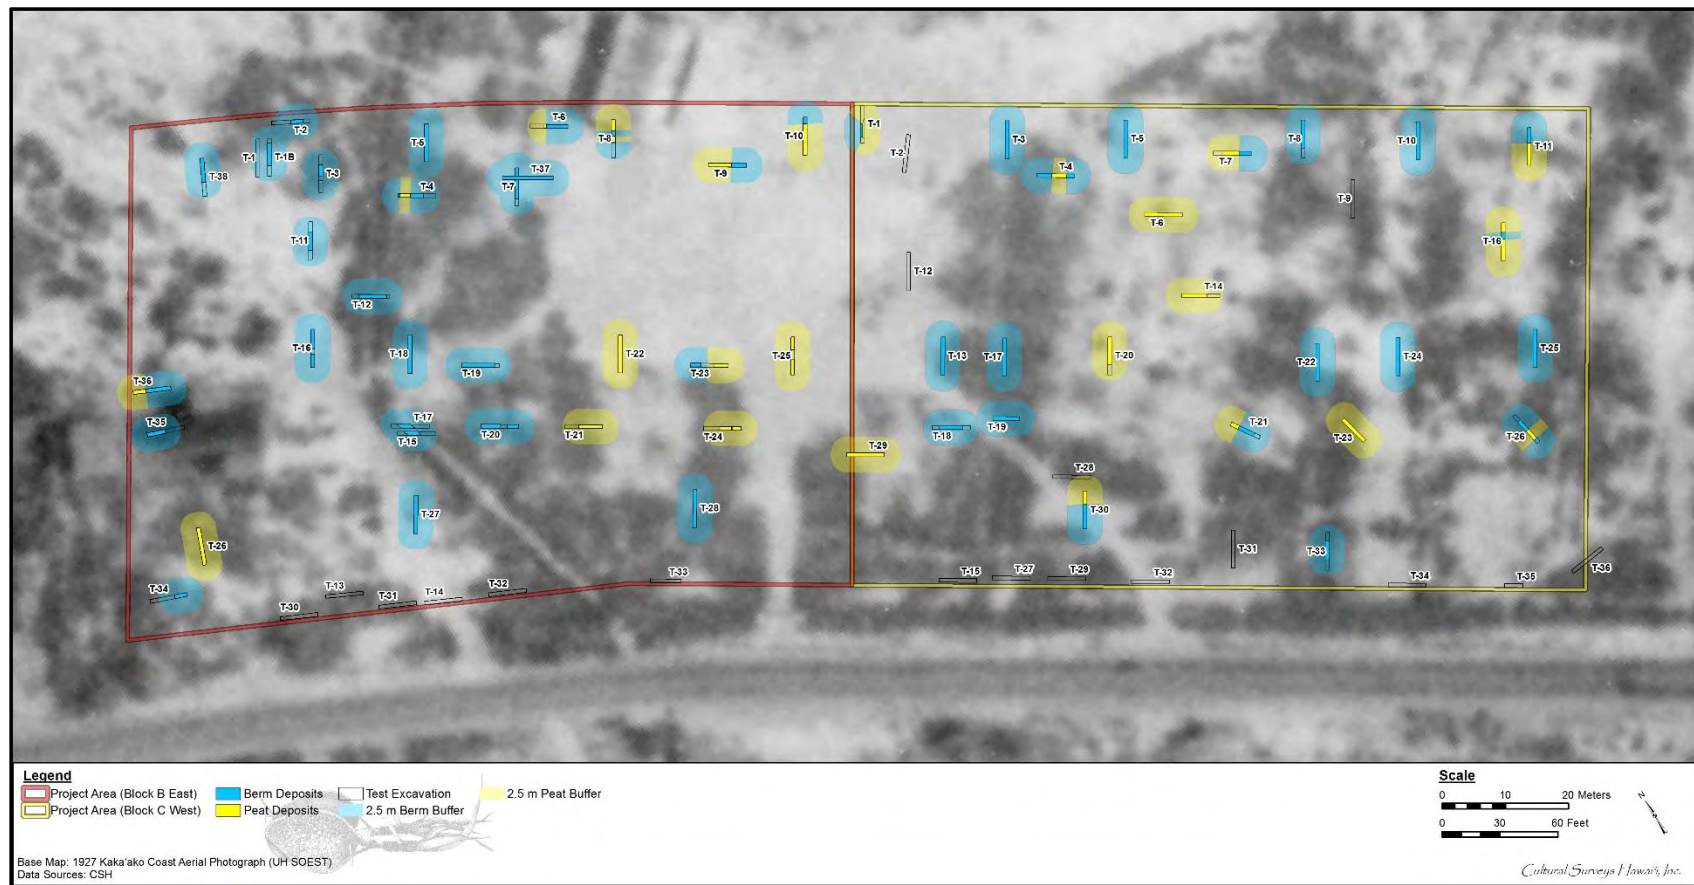 T-2
T-1
T-1B
T-3
T-38
T-5
T-4
T-6
T-8
T-37
T-7
T-10
T-9
T-11
T-12
T-16
T-18
T-19
T-22
T-23
T-25
T-36
T-35
T-17
T-15
T-20
T-21
T-24
T-29
T-26
T-27
T-28
T-34
T-13
T-30
T-31
T-14
T-32
T-33
T-1
T-2
T-3
T-5
T-4
T-7
T-8
T-10
T-11
T-6
T-9
T-16
T-12
T-14
T-13
T-17
T-20
T-22
T-24
T-25
T-18
T-19
T-21
T-23
T-26
T-28
T-30
T-31
T-33
T-15
T-27
T-29
T-32
T-34
T-35
T-36
Legend
Project Area (Block B East) Berm Deposits Test Excavation 2.5 m Peat Buffer
Project Area (Block C West) Peat Deposits 2.5 m Berm Buffer
Base Map: 1927 Kaka'ako Coast Aerial Photograph (UH SOEST)
Data Sources: CSH
Scale
0 10 20 Meters
0 30 60 Feet
N
Cultural Surveys Hawai'i, Inc.